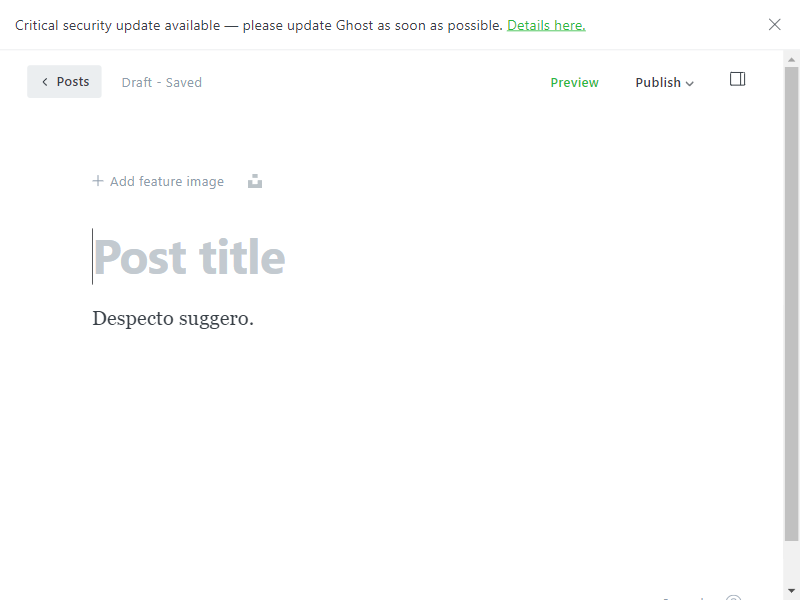 Critical security update available — please update Ghost as soon as possible. Details here.
Posts
Draft - Saved
Preview
Publish
Add feature image
Post title
Despecto suggero.